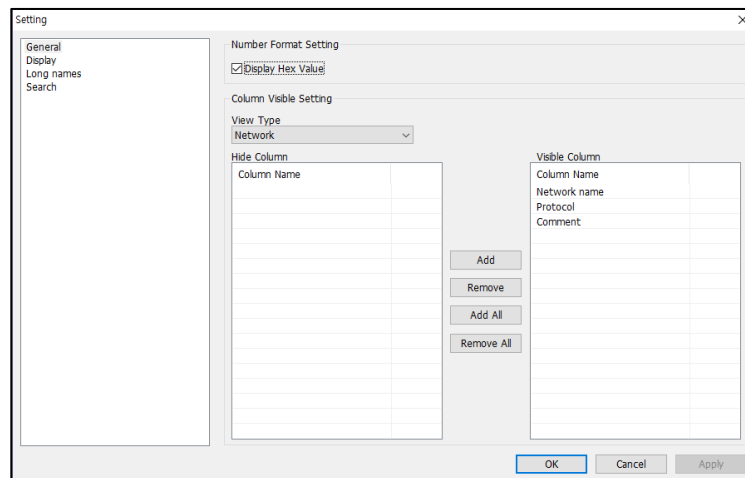 Setting
General
Display
Long names
Search
Number Format Setting
Display Hex Value
Column Visible Setting
View Type
Network
Hide Column
Column Name
Visible Column
Column Name
Network name
Protocol
Comment
Add
Remove
Add All
Remove All
OK
Cancel
Apply